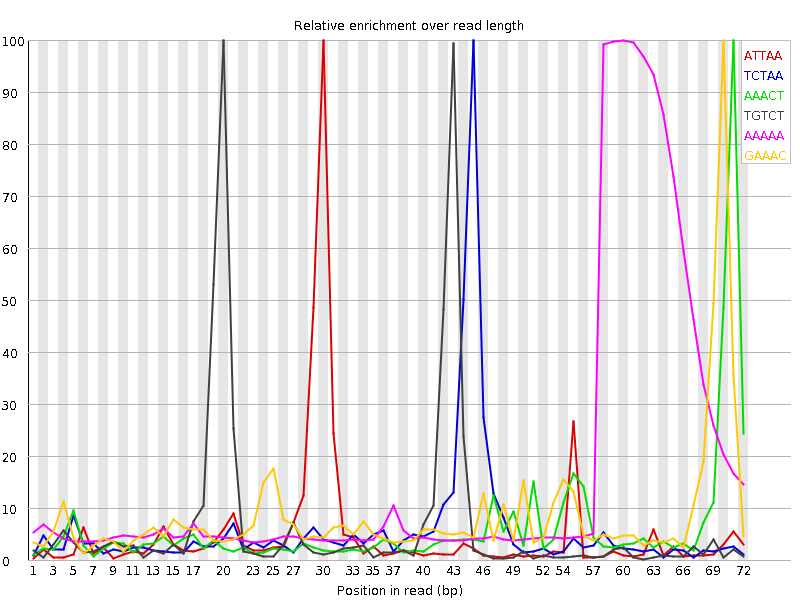 Relative enrichment over read length
100
90
80
70
60
50
40
30
20
10
0
ATTAA
TCTAA
AAACT
TGTCT
AAAAA
GAAAC
1 3 5 7 9 11 13 15 17 20 23 25 27 30 33 35 37 40 43 46 49 52 54 57 60 63 66 69 72
Position in read (bp)